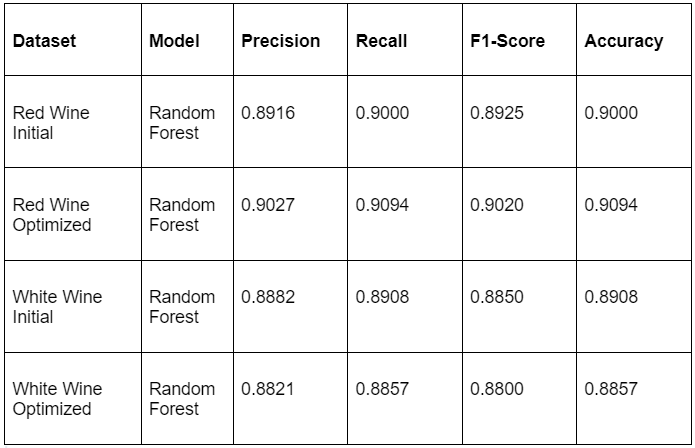 Dataset Model Precision Recall F1-Score Accuracy
Red Wine Initial Random Forest 0.8916 0.9000 0.8925 0.9000
Red Wine Optimized Random Forest 0.9027 0.9094 0.9020 0.9094
White Wine Initial Random Forest 0.8882 0.8908 0.8850 0.8908
White Wine Optimized Random Forest 0.8821 0.8857 0.8800 0.8857